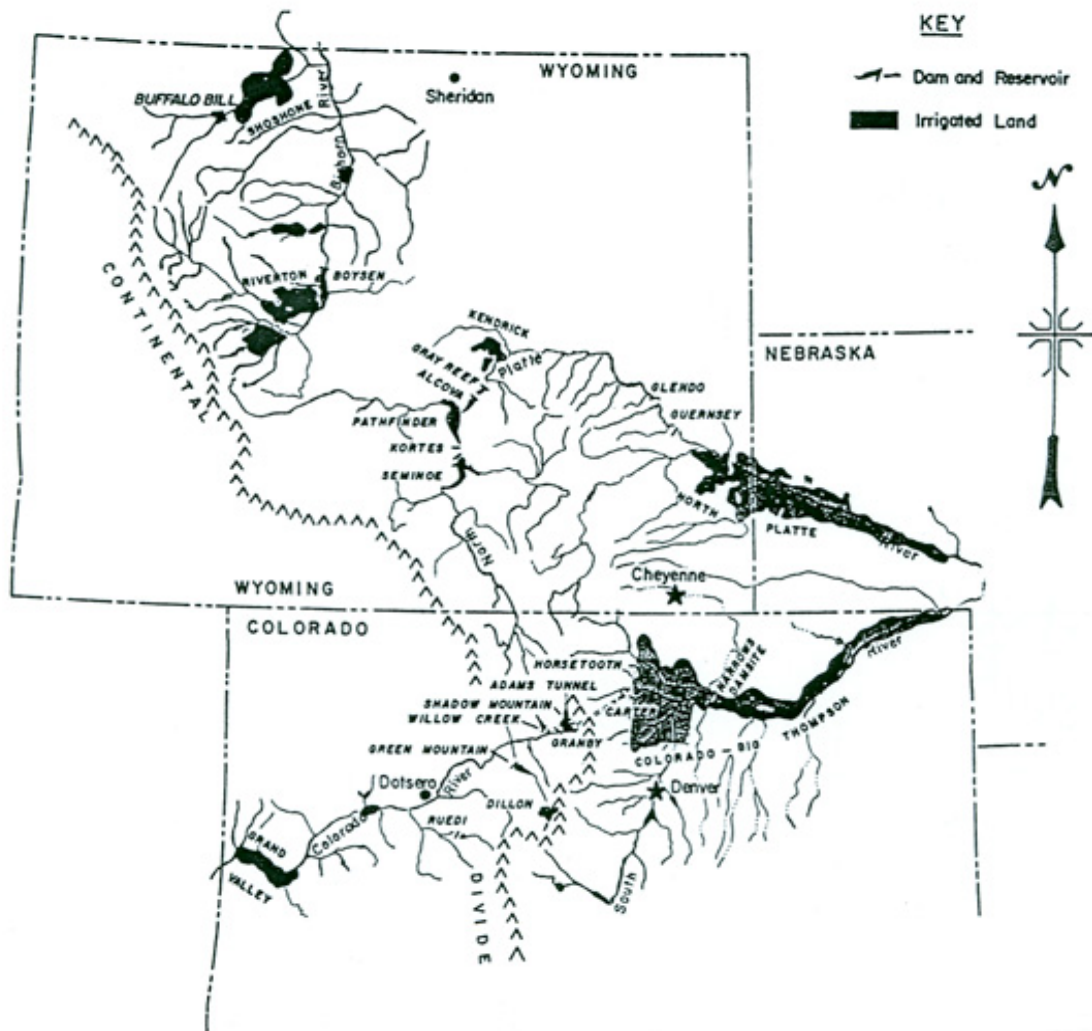 KEY
Dam and Reservoir
Irrigated Land
N
WYOMING
Sheridan
BUFFALO BILL
SHOSHONE
Bighorn River
CONTINENTAL
RIVERTON
BOYSEN
KENDRICK
Platte
GRAY REEF
ALCOVA
PATHFINDER
KORTES
SEMINOE
GLENDO
GUERNSEY
NEBRASKA
NORTH PLATTE River
North
Cheyenne
WYOMING
COLORADO
HORSETOOTH
ADAMS TUNNEL
SHADOW MOUNTAIN
WILLOW CREEK
CARTER
GRANBY
NARROWS DAMSITE
River
COLORADO - BIG THOMPSON
GREEN MOUNTAIN
Dotsero
Colorado River
DILLON
Denver
RUEDI
GRAND VALLEY
South
DIVIDE